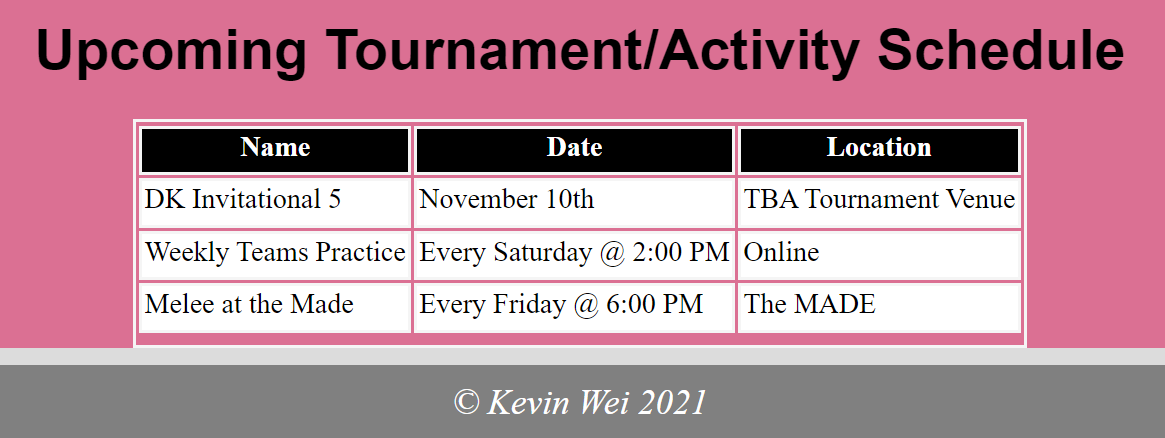 Upcoming Tournament/Activity Schedule
Name Date Location
DK Invitational 5 November 10th TBA Tournament Venue
Weekly Teams Practice Every Saturday @ 2:00 PM Online
Melee at the Made Every Friday @ 6:00 PM The MADE
© Kevin Wei 2021